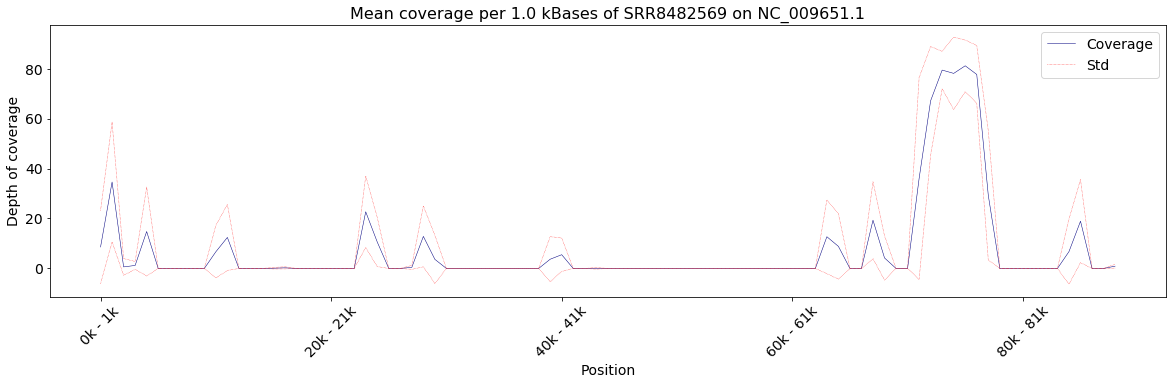 Mean coverage per 1.0 kBases of SRR8482569 on NC_009651.1
Coverage
Std
Depth of coverage
80
60
40
20
0
0k - 1k
20k - 21k
40k - 41k
60k - 61k
80k - 81k
Position